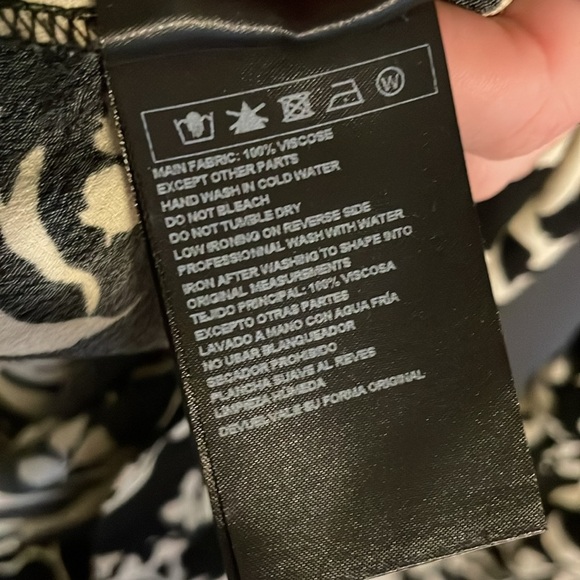 W
MAIN FABRIC: 100% VISCOSE
EXCEPT OTHER PARTS
HAND WASH IN COLD WATER
DO NOT BLEACH
DO NOT TUMBLE DRY
LOW IRONING ON REVERSE SIDE
PROFESSIONNAL WASH WITH WATER
IRON AFTER WASHING TO SHAPE INTO
ORIGINAL MEASUREMENTS
TEJIDO PRINCIPAL: 100% VISCOSA
EXCEPTO OTRAS PARTES
LAVADO A MANO CON AGUA FRÍA
NO USAR BLANQUEADOR
SECADOR PROHIBIDO
PLANCHA SUAVE AL REVES
LIMPIEZA HÚMEDA
DEVUELVALE SU FORMA ORIGINAL